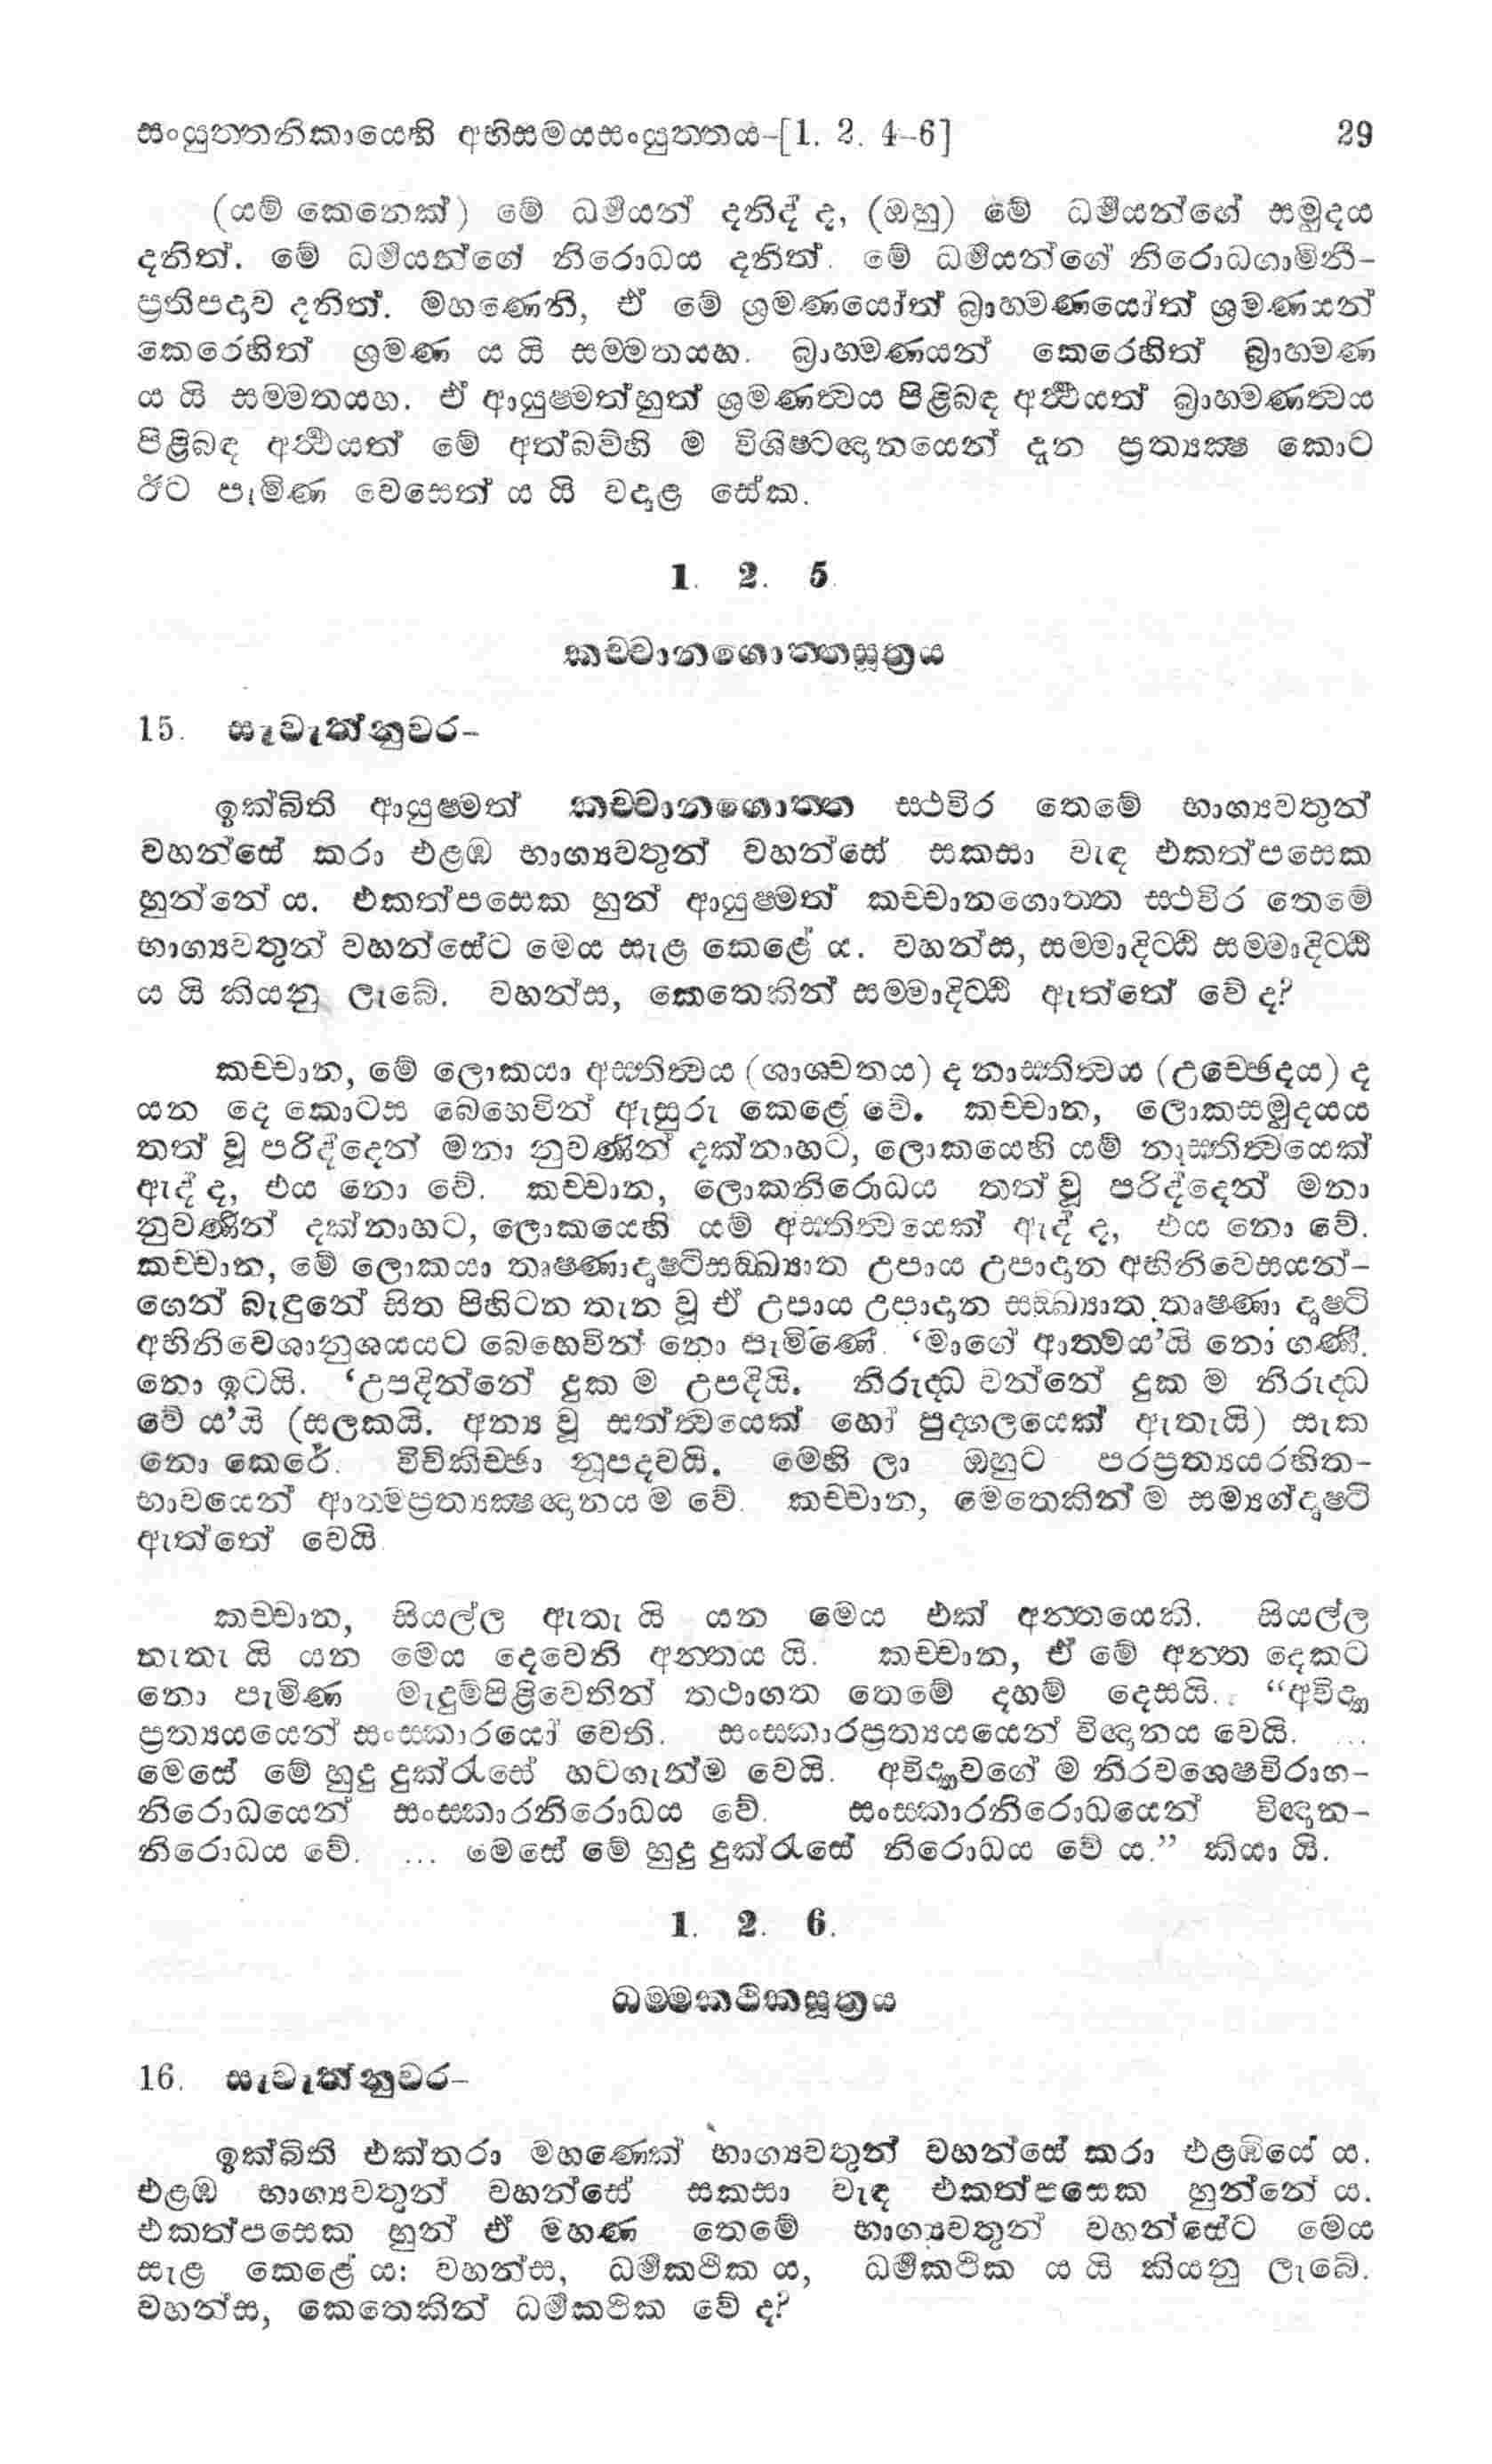 සංයුත්තනිකායෙහි අභිසමයසංයුත්තය-[1. 2. 4-6] 29
(යම් කෙනෙක්) මේ ධර්මයන් දනිද් ද, (ඔහු) මේ ධර්මයන්ගේ සමුදය
දනිත්. මේ ධර්මයන්ගේ නිරොධය දනිත්. මේ ධර්මයන්ගේ නිරොධගාමිනී-
ප්‍රතිපදාව දනිත්. මහණෙනි, ඒ මේ ශ්‍රමණයෝත් බ්‍රාහ්මණයෝත් ශ්‍රමණයන්
කෙරෙහිත් ශ්‍රමණ ය යි සම්මතයහ. බ්‍රාහ්මණයන් කෙරෙහිත් බ්‍රාහ්මණ
ය යි සම්මතයහ. ඒ ආයුෂ්මත්හුත් ශ්‍රමණත්‍වය පිළිබඳ අර්ථයත් බ්‍රාහ්මණත්‍වය
පිළිබඳ අර්ථයත් මේ අත්බව්හි ම විශිෂ්ටඥානයෙන් දැන ප්‍රත්‍යක්‍ෂ කොට
ඊට පැමිණ වෙසෙත් ය යි වදාළ සේක.
1. 2. 5.
කච්චානගොත්තසූත්‍රය
15. සැවැත්නුවර-
ඉක්බිති ආයුෂ්මත් කච්චානගොත්ත ස්ථවිර තෙමේ භාග්‍යවතුන්
වහන්සේ කරා එළඹ භාග්‍යවතුන් වහන්සේ සකසා වැඳ එකත්පසෙක
හුන්නේ ය. එකත්පසෙක හුන් ආයුෂ්මත් කච්චානගොත්ත ස්ථවිර තෙමේ
භාග්‍යවතුන් වහන්සේට මෙය සැළ කෙළේ ය. වහන්ස, සම්මාදිට්ඨි සම්මාදිට්ඨි
ය යි කියනු ලැබේ. වහන්ස, කෙතෙකින් සම්මාදිට්ඨි ඇත්තේ වේ ද?
කච්චාන, මේ ලොකයා අස්තිත්‍වය (ශාශ්වතය) ද නාස්තිත්‍වය (උච්ඡේදය) ද
යන දෙ කොටස බෙහෙවින් ඇසුරු කෙළේ වේ. කච්චාන, ලොකසමුදයය
තත් වූ පරිද්දෙන් මනා නුවණින් දක්නාහට, ලොකයෙහි යම් නාස්තිත්‍වයෙක්
ඇද් ද, එය නො වේ. කච්චාන, ලොකනිරොධය තත් වූ පරිද්දෙන් මනා
නුවණින් දක්නාහට, ලොකයෙහි යම් අස්තිත්‍වයෙක් ඇද් ද, එය නො වේ.
කච්චාන, මේ ලොකයා තෘෂ්ණාදෘෂ්ටිසඞ්ඛ්‍යාත උපාය උපාදාන අභිනිවෙසයන්-
ගෙන් බැඳුනේ සිත පිහිටන තැන වූ ඒ උපාය උපාදාන සඞ්ඛ්‍යාත තෘෂ්ණා දෘෂ්ටි
අභිනිවෙශානුශයයට බෙහෙවින් නො පැමිණේ. ‘මාගේ ආත්මය’යි නො ගණී.
නො ඉටයි. ‘උපදින්නේ දුක ම උපදියි. නිරුද්ධ වන්නේ දුක ම නිරුද්ධ
වේ ය’යි (සලකයි. අන්‍ය වූ සත්ත්‍වයෙක් හෝ පුද්ගලයෙක් ඇතැයි) සැක
නො කෙරේ. විචිකිච්ඡා නූපදවයි. මෙහි ලා ඔහුට පරප්‍රත්‍යයරහිත-
භාවයෙන් ආත්මප්‍රත්‍යක්‍ෂඥානය ම වේ. කච්චාන, මෙතෙකින් ම සම්‍යග්දෘෂ්ටි
ඇත්තේ වෙයි
කච්චාන, සියල්ල ඇතැ යි යන මෙය එක් අන්තයෙකි. සියල්ල
නැතැ යි යන මෙය දෙවෙනි අන්තය යි. කච්චාන, ඒ මේ අන්ත දෙකට
නො පැමිණ මැදුම්පිළිවෙතින් තථාගත තෙමේ දහම් දෙසයි. “අවිද්‍යා
ප්‍රත්‍යයයෙන් සංස්කාරයෝ වෙති. සංස්කාරප්‍රත්‍යයයෙන් විඥානය වෙයි. ...
මෙසේ මේ හුදු දුක්රැසේ හටගැන්ම වෙයි. අවිද්‍යාවගේ ම නිරවශෙෂවිරාග-
නිරොධයෙන් සංස්කාරනිරොධය වේ. සංස්කාරනිරොධයෙන් විඥාන-
නිරොධය වේ. ... මෙසේ මේ හුදු දුක්රැසේ නිරොධය වේ ය.” කියා යි.
1. 2. 6.
ධම්මකථිකසූත්‍රය
16. සැවැත්නුවර-
ඉක්බිති එක්තරා මහණෙක් භාග්‍යවතුන් වහන්සේ කරා එළඹියේ ය.
එළඹ භාග්‍යවතුන් වහන්සේ සකසා වැඳ එකත්පසෙක හුන්නේ ය.
එකත්පසෙක හුන් ඒ මහණ තෙමේ භාග්‍යවතුන් වහන්සේට මෙය
සැළ කෙළේ ය: වහන්ස, ධර්මකථික ය, ධර්මකථික ය යි කියනු ලැබේ.
වහන්ස, කෙතෙකින් ධර්මකථික වේ ද?